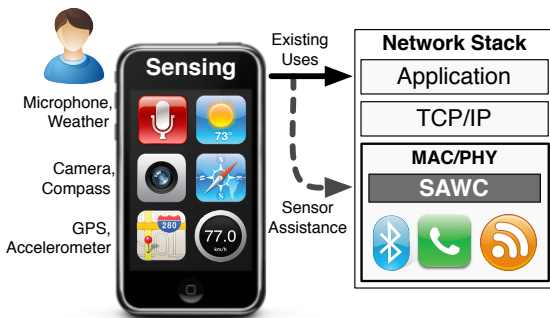 Sensing
Microphone,
Weather
73°
Camera,
Compass
GPS,
Accelerometer
280
77.0
km/h
Existing
Uses
Sensor
Assistance
Network Stack
Application
TCP/IP
MAC/PHY
SAWC